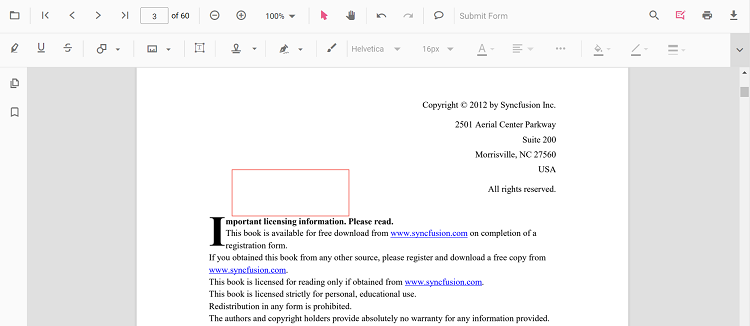 3 of 60 100% Submit Form
Helvetica 16px A
Copyright © 2012 by Syncfusion Inc.
2501 Aerial Center Parkway
Suite 200
Morrisville, NC 27560
USA
All rights reserved.
Important licensing information. Please read.
This book is available for free download from www.syncfusion.com on completion of a
registration form.
If you obtained this book from any other source, please register and download a free copy from
www.syncfusion.com.
This book is licensed for reading only if obtained from www.syncfusion.com.
This book is licensed strictly for personal, educational use.
Redistribution in any form is prohibited.
The authors and copyright holders provide absolutely no warranty for any information provided.